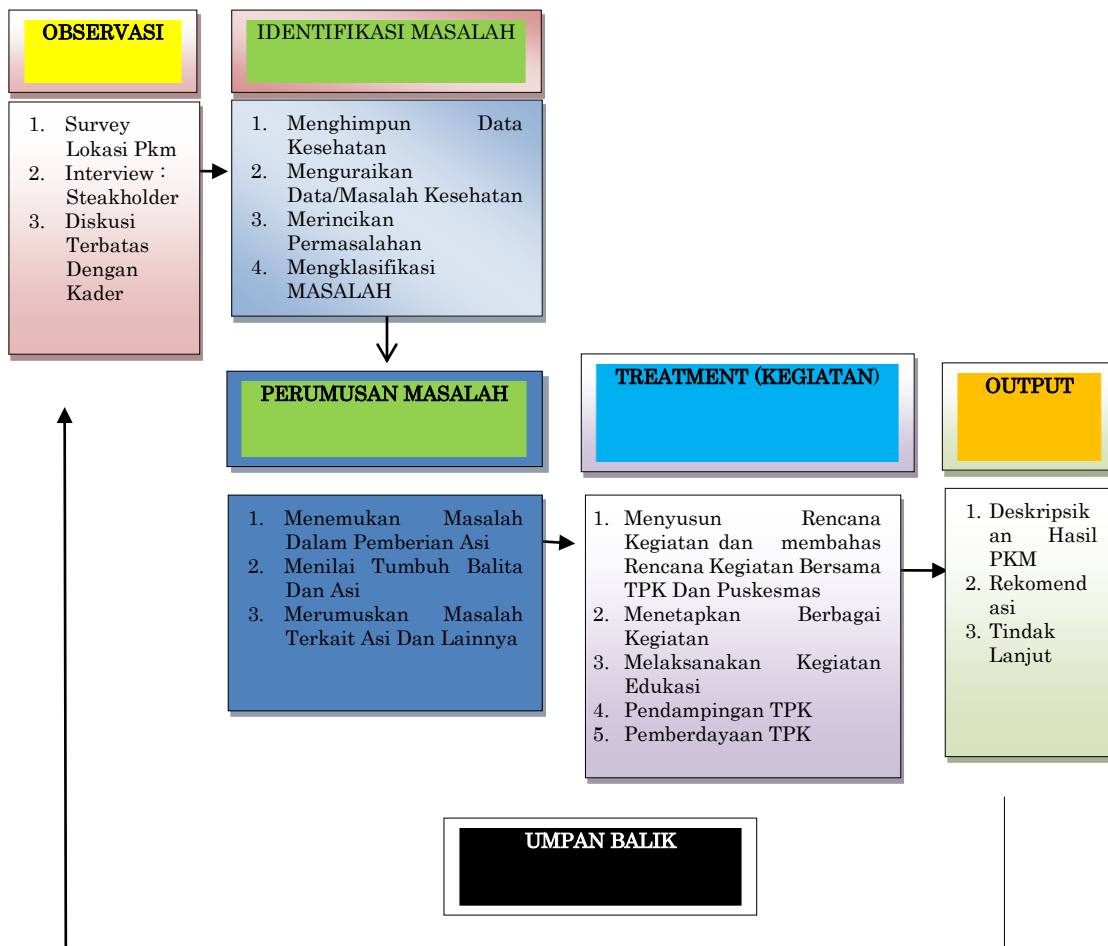 OBSERVASI
1. Survey
Lokasi Pkm
2. Interview :
Steakholder
3. Diskusi
Terbatas
Dengan
Kader
IDENTIFIKASI MASALAH
1. Menghimpun Data
Kesehatan
2. Menguraikan
Data/Masalah Kesehatan
3. Merincikan
Permasalahan
4. Mengklasifikasi
MASALAH
PERUMUSAN MASALAH
1. Menemukan Masalah
Dalam Pemberian Asi
2. Menilai Tumbuh Balita
Dan Asi
3. Merumuskan Masalah
Terkait Asi Dan Lainnya
TREATMENT (KEGIATAN)
1. Menyusun Rencana
Kegiatan dan membahas
Rencana Kegiatan Bersama
TPK Dan Puskesmas
2. Menetapkan Berbagai
Kegiatan
3. Melaksanakan Kegiatan
Edukasi
4. Pendampingan TPK
5. Pemberdayaan TPK
OUTPUT
1. Deskripsik
an Hasil
PKM
2. Rekomend
asi
3. Tindak
Lanjut
UMPAN BALIK